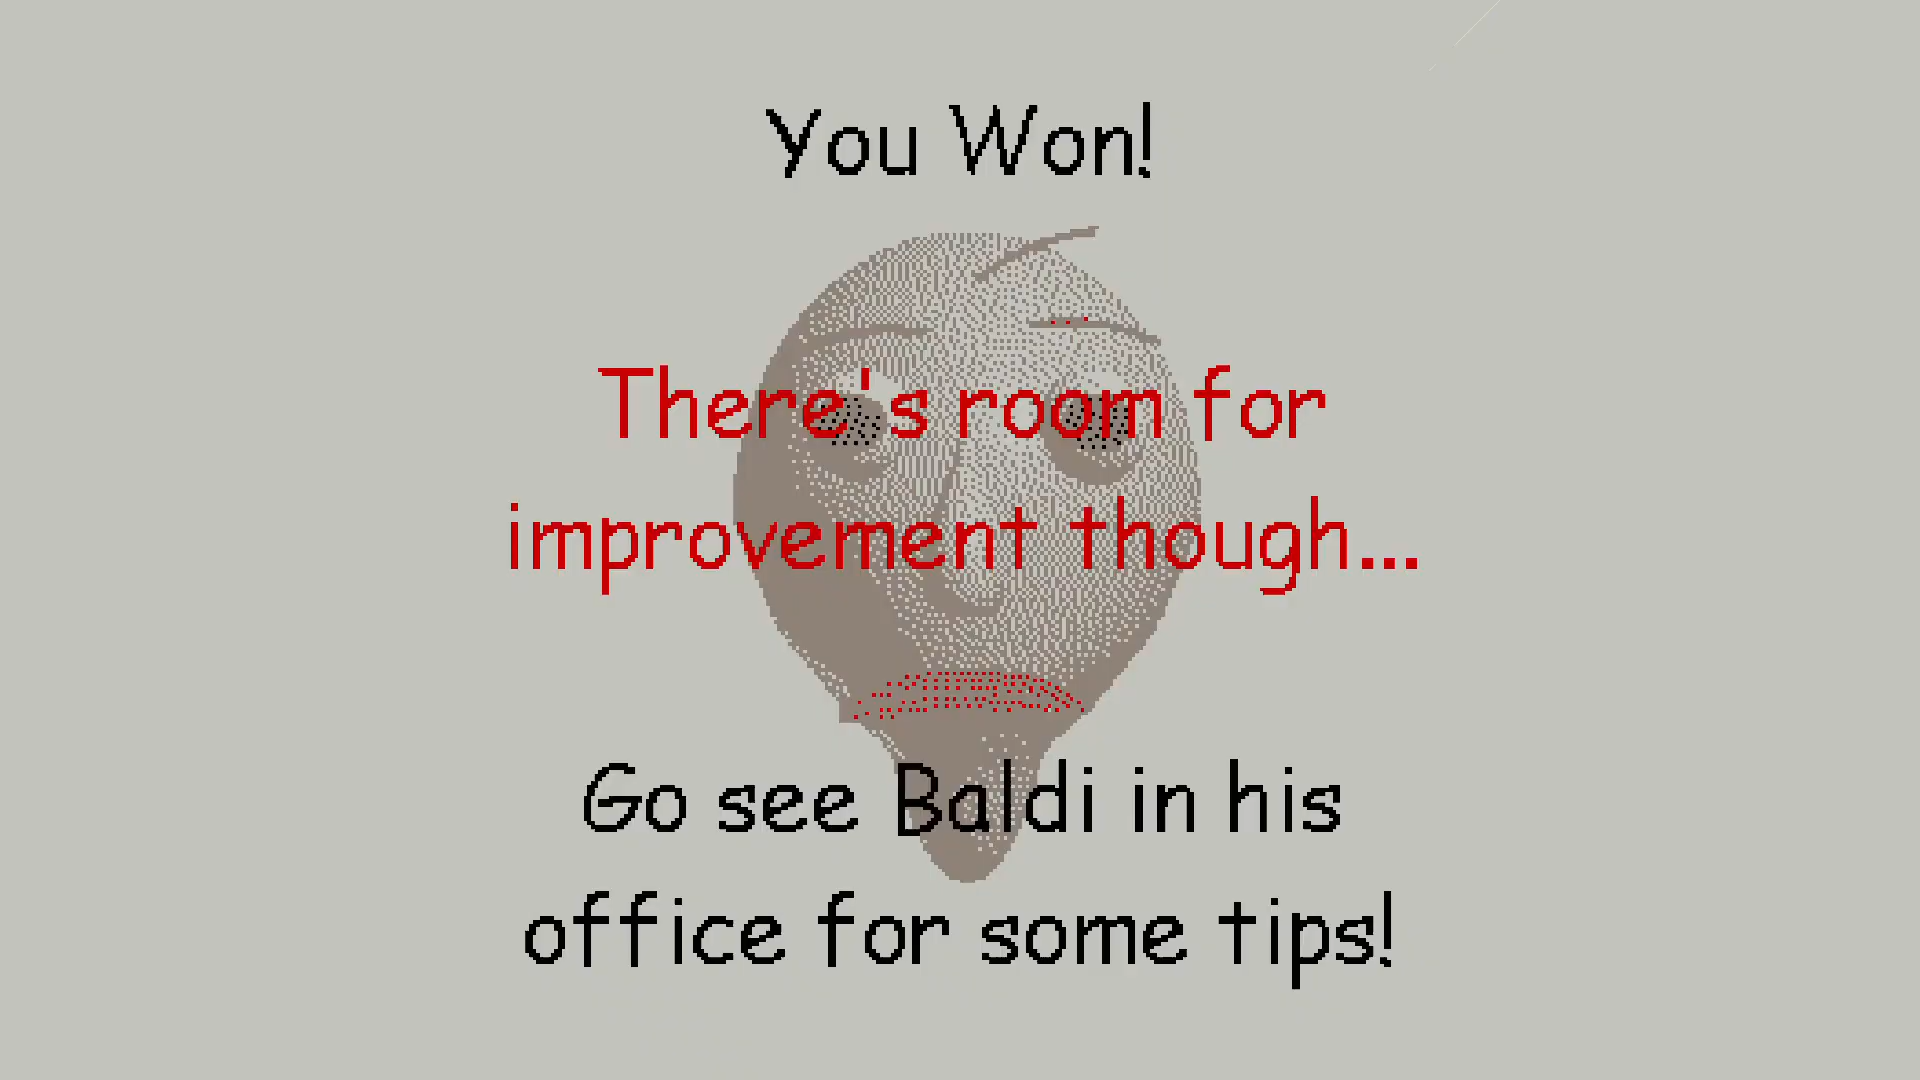 You Won!
There's room for
improvement though...
Go see Baldi in his
office for some tips!